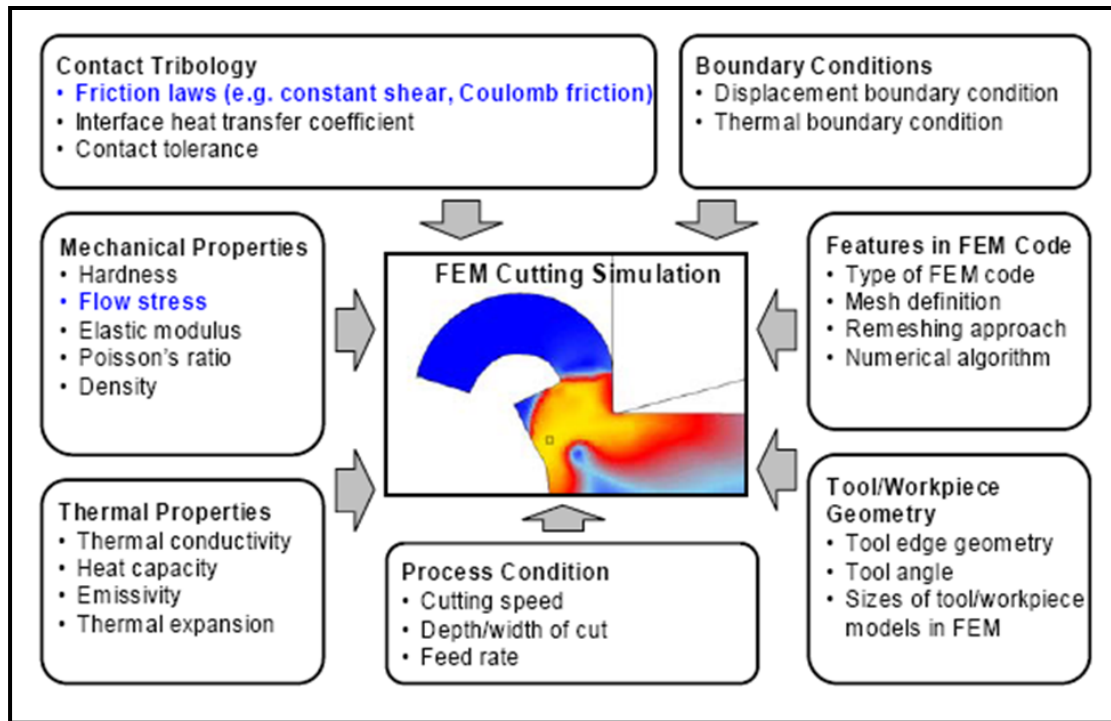 Contact Tribology
• Friction laws (e.g. constant shear, Coulomb friction)
• Interface heat transfer coefficient
• Contact tolerance
Boundary Conditions
• Displacement boundary condition
• Thermal boundary condition
Mechanical Properties
• Hardness
• Flow stress
• Elastic modulus
• Poisson's ratio
• Density
FEM Cutting Simulation
Features in FEM Code
• Type of FEM code
• Mesh definition
• Remeshing approach
• Numerical algorithm
Thermal Properties
• Thermal conductivity
• Heat capacity
• Emissivity
• Thermal expansion
Process Condition
• Cutting speed
• Depth/width of cut
• Feed rate
Tool/Workpiece
Geometry
• Tool edge geometry
• Tool angle
• Sizes of tool/workpiece
models in FEM